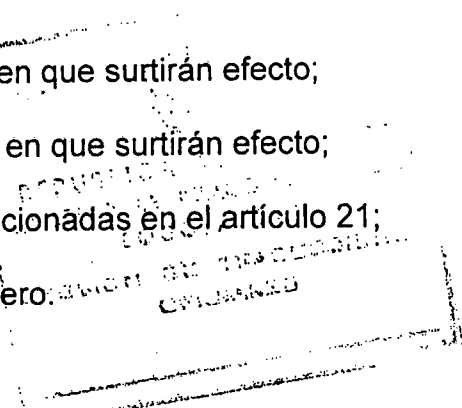 en que surtirán efecto;
en que surtirán efecto;
cionadas en el artículo 21;
ero.